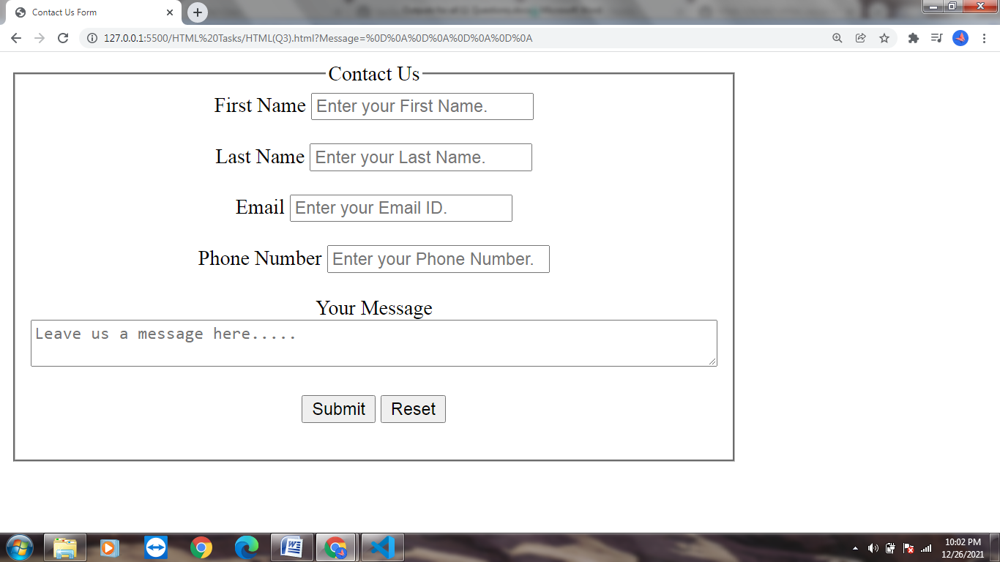 Contact Us Form
127.0.0.1:5500/HTML%20Tasks/HTML(Q3).html?Message=%0D%0A%0D%0A%0D%0A%0D%0A
Contact Us
First Name Enter your First Name.
Last Name Enter your Last Name.
Email Enter your Email ID.
Phone Number Enter your Phone Number.
Your Message
Leave us a message here.....
Submit Reset
10:02 PM
12/26/2021